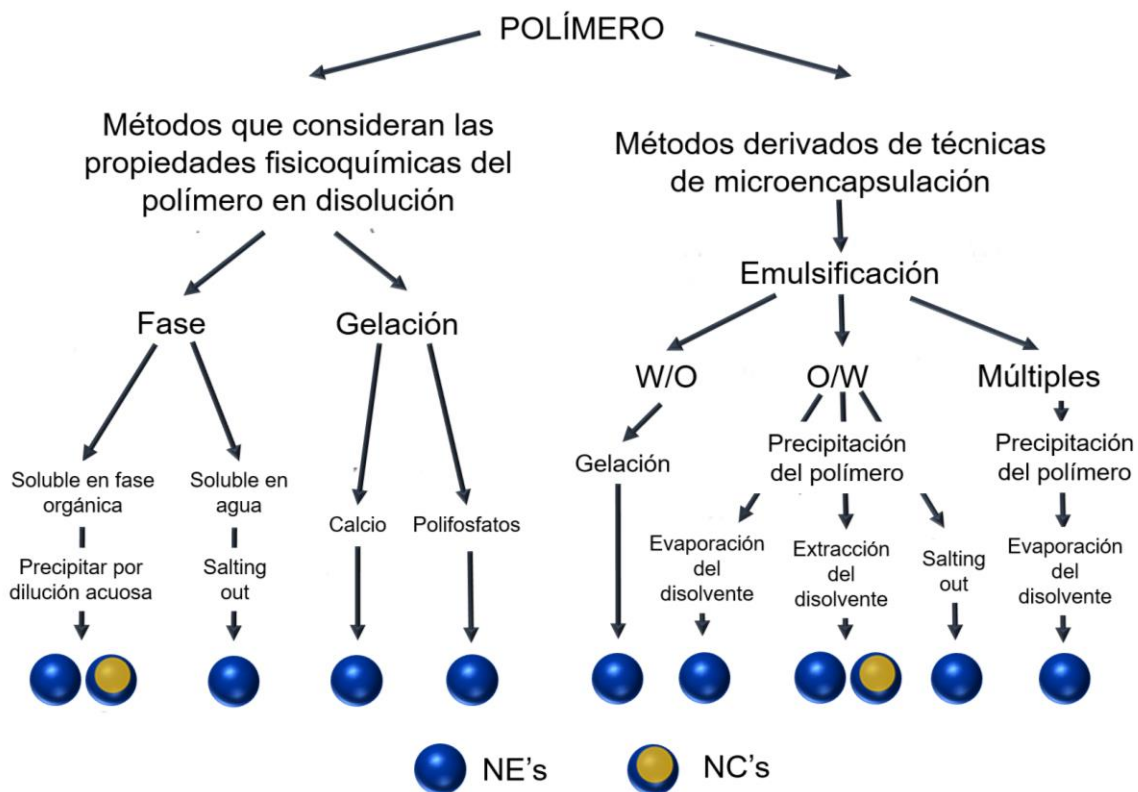 POLÍMERO
Métodos que consideran las
propiedades fisicoquímicas del
polímero en disolución
Métodos derivados de técnicas
de microencapsulación
Emulsificación
Fase
Gelación
W/O
O/W
Múltiples
Soluble en fase
orgánica
Soluble en
agua
Calcio
Polifosfatos
Gelación
Precipitación
del polímero
Precipitación
del polímero
Precipitar por
dilución acuosa
Salting
out
Evaporación
del
disolvente
Extracción
del
disolvente
Salting
out
Evaporación
del
disolvente
NE's
NC's